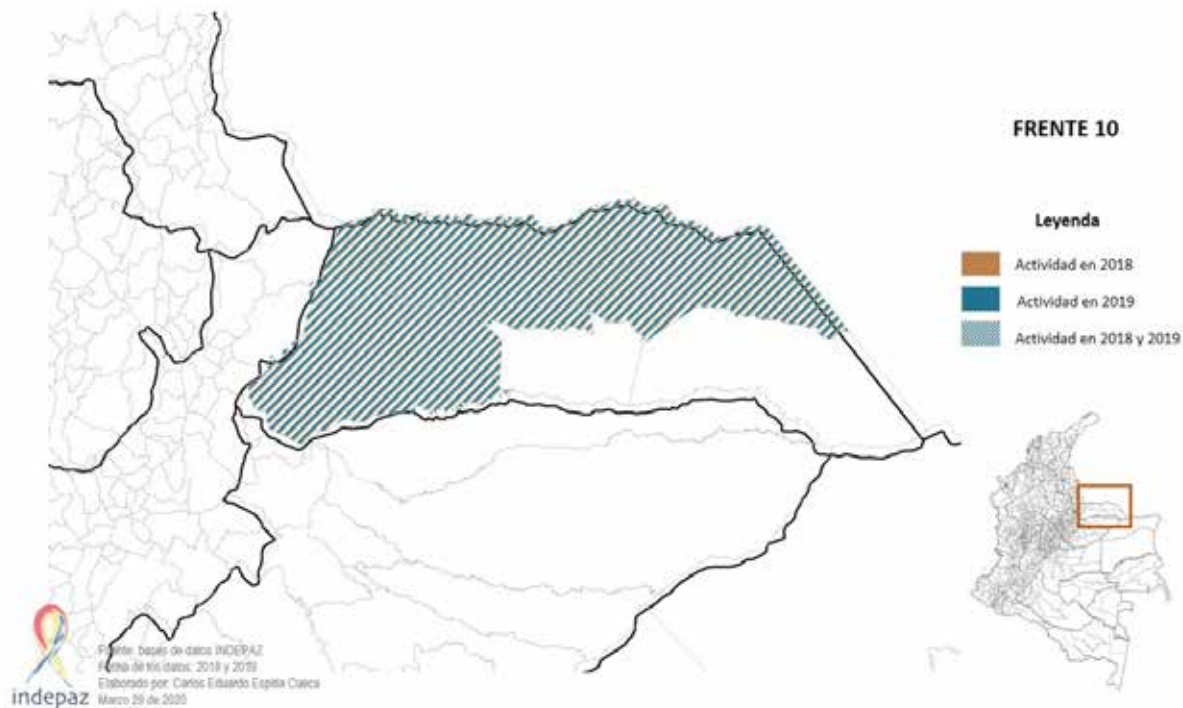 FRENTE 10
Leyenda
Actividad en 2018
Actividad en 2019
Actividad en 2018 y 2019
indepaz
Fuente: bases de datos INDEPAZ
Fecha de los datos: 2018 y 2019
Elaborado por: Carlos Eduardo Espitia Cueca
Marzo 29 de 2020